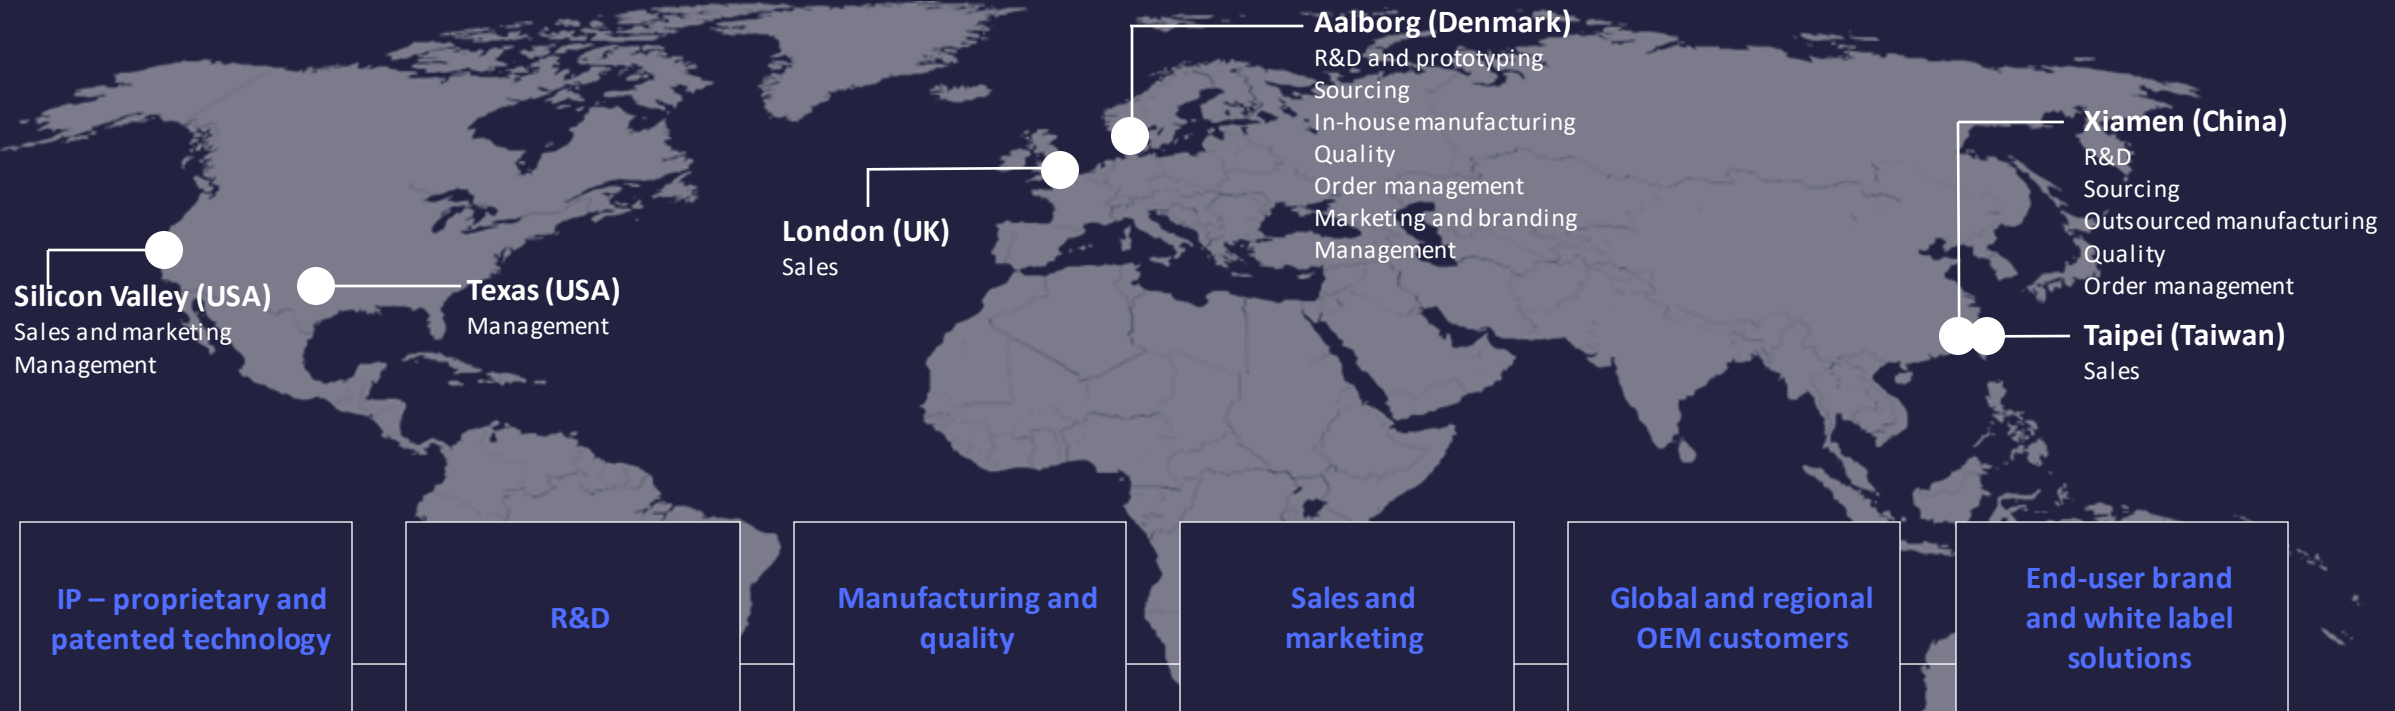 Aalborg (Denmark)
R&D and prototyping
Sourcing
In-house manufacturing
Quality
Order management
Marketing and branding
Management
Xiamen (China)
R&D
Sourcing
Outsourced manufacturing
Quality
Order management
London (UK)
Sales
Silicon Valley (USA)
Sales and marketing
Management
Texas (USA)
Management
Taipei (Taiwan)
Sales
IP – proprietary and
patented technology
R&D
Manufacturing and
quality
Sales and
marketing
Global and regional
OEM customers
End-user brand
and white label
solutions